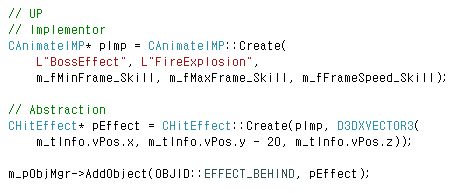 // UP
// Implementor
CAnimateIMP* pImp = CAnimateIMP::Create(
L"BossEffect", L"FireExplosion",
m_fMinFrame_Skill, m_fMaxFrame_Skill, m_fFrameSpeed_Skill);
// Abstraction
CHitEffect* pEffect = CHitEffect::Create(pImp, D3DXVECTOR3(
m_tInfo.vPos.x, m_tInfo.vPos.y - 20, m_tInfo.vPos.z));
m_pObjMgr->AddObject(OBJID::EFFECT_BEHIND, pEffect);